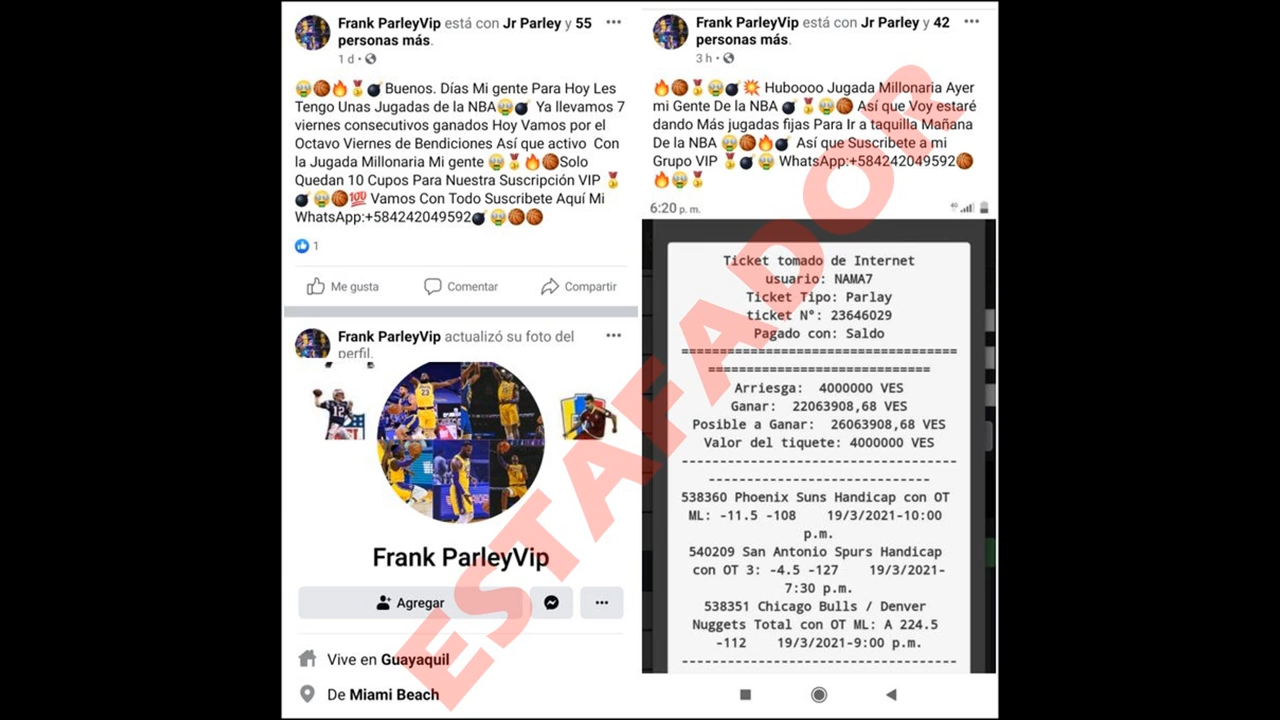 Frank ParleyVip está con Jr Parley y 55
personas más.
1 d
🤑🏀🔥🏅💣Buenos. Días Mi gente Para Hoy Les
Tengo Unas Jugadas de la NBA🤑💣 Ya llevamos 7
viernes consecutivos ganados Hoy Vamos por el
Octavo Viernes de Bendiciones Así que activo Con
la Jugada Millonaria Mi gente 🤑🏅🔥🏀Solo
Quedan 10 Cupos Para Nuestra Suscripción VIP 🏅
💣🤑🏀💯 Vamos Con Todo Suscribete Aquí Mi
WhatsApp:+584242049592💣🤑🏀🏀
1
Me gusta
Comentar
Compartir
Frank ParleyVip actualizó su foto del
perfil.
12
23
Frank ParleyVip
Agregar
Vive en Guayaquil
De Miami Beach
Frank ParleyVip está con Jr Parley y 42
personas más.
3 h
🔥🏀🏅🤑💣💥 Huboooo Jugada Millonaria Ayer
mi Gente De la NBA 💣 🏅🤑🏀 Así que Voy estaré
dando Más jugadas fijas Para Ir a taquilla Mañana
De la NBA 🤑🏀🔥💣 Así que Suscribete a mi
Grupo VIP 🏅💣🤑 WhatsApp:+584242049592🏀
🔥🤑🏅
6:20 p. m.
4G
Ticket tomado de Internet
usuario: NAMA7
Ticket Tipo: Parlay
ticket N°: 23646029
Pagado con: Saldo
====================================
=============================
Arriesga: 4000000 VES
Ganar: 22063908,68 VES
Posible a Ganar: 26063908,68 VES
Valor del tiquete: 4000000 VES
------------------------------------
-----------------------------
538360 Phoenix Suns Handicap con OT
ML: -11.5 -108 19/3/2021-10:00
p.m.
540209 San Antonio Spurs Handicap
con OT 3: -4.5 -127 19/3/2021-
7:30 p.m.
538351 Chicago Bulls / Denver
Nuggets Total con OT ML: A 224.5
-112 19/3/2021-9:00 p.m.
------------------------------------
ESTAFADOR